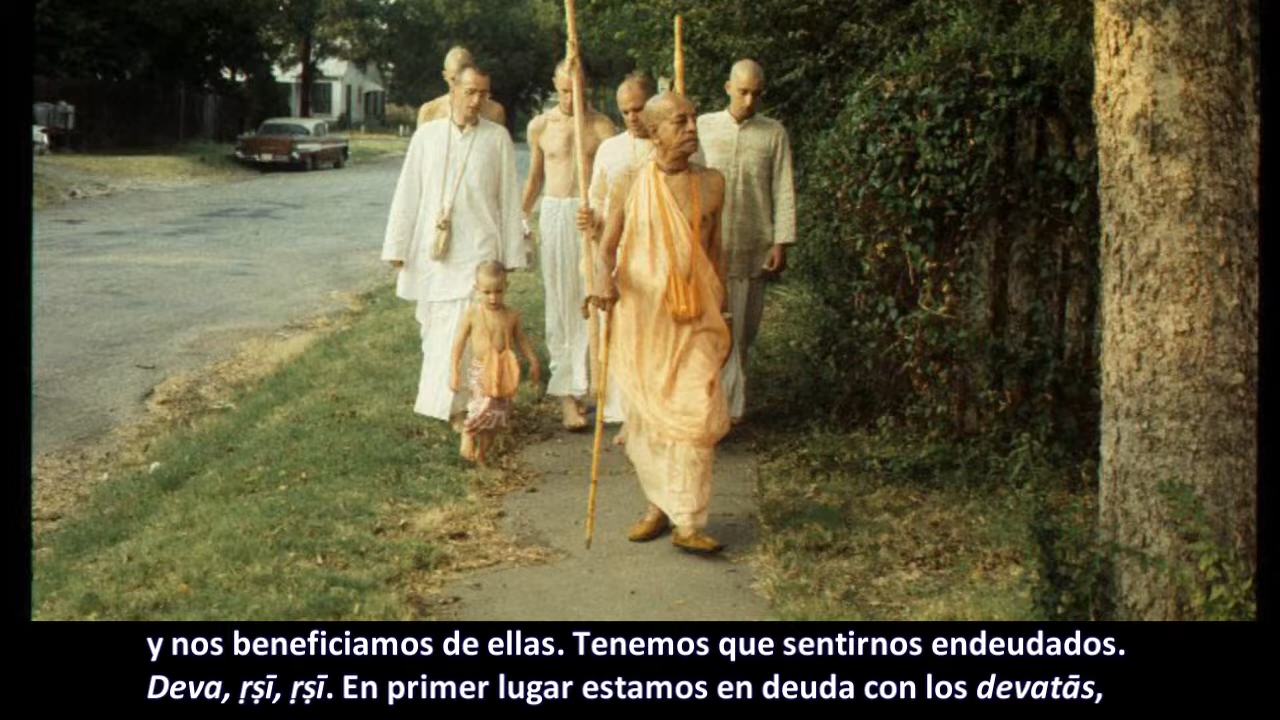 y nos beneficiamos de ellas. Tenemos que sentirnos endeudados.
Deva, ṛṣī, ṛṣī. En primer lugar estamos en deuda con los devatās,